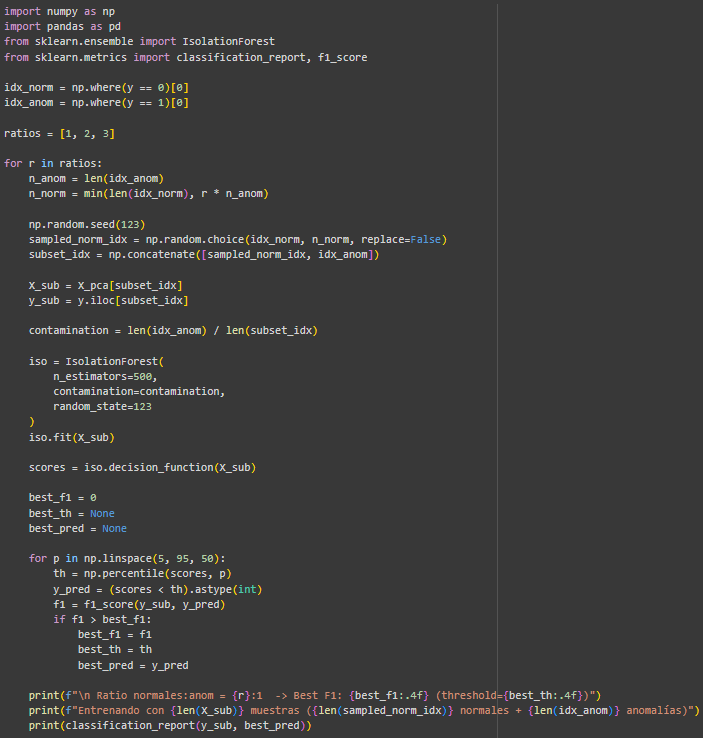 import numpy as np
import pandas as pd
from sklearn.ensemble import IsolationForest
from sklearn.metrics import classification_report, f1_score

idx_norm = np.where(y == 0)[0]
idx_anom = np.where(y == 1)[0]

ratios = [1, 2, 3]

for r in ratios:
    n_anom = len(idx_anom)
    n_norm = min(len(idx_norm), r * n_anom)

    np.random.seed(123)
    sampled_norm_idx = np.random.choice(idx_norm, n_norm, replace=False)
    subset_idx = np.concatenate([sampled_norm_idx, idx_anom])

    X_sub = X_pca[subset_idx]
    y_sub = y.iloc[subset_idx]

    contamination = len(idx_anom) / len(subset_idx)

    iso = IsolationForest(
        n_estimators=500,
        contamination=contamination,
        random_state=123
    )
    iso.fit(X_sub)

    scores = iso.decision_function(X_sub)

    best_f1 = 0
    best_th = None
    best_pred = None

    for p in np.linspace(5, 95, 50):
        th = np.percentile(scores, p)
        y_pred = (scores < th).astype(int)
        f1 = f1_score(y_sub, y_pred)
        if f1 > best_f1:
            best_f1 = f1
            best_th = th
            best_pred = y_pred

    print(f"\n Ratio normales:anom = {r}:1  -> Best F1: {best_f1:.4f} (threshold={best_th:.4f})")
    print(f"Entrenando con {len(X_sub)} muestras ({len(sampled_norm_idx)} normales + {len(idx_anom)} anomalías)")
    print(classification_report(y_sub, best_pred))